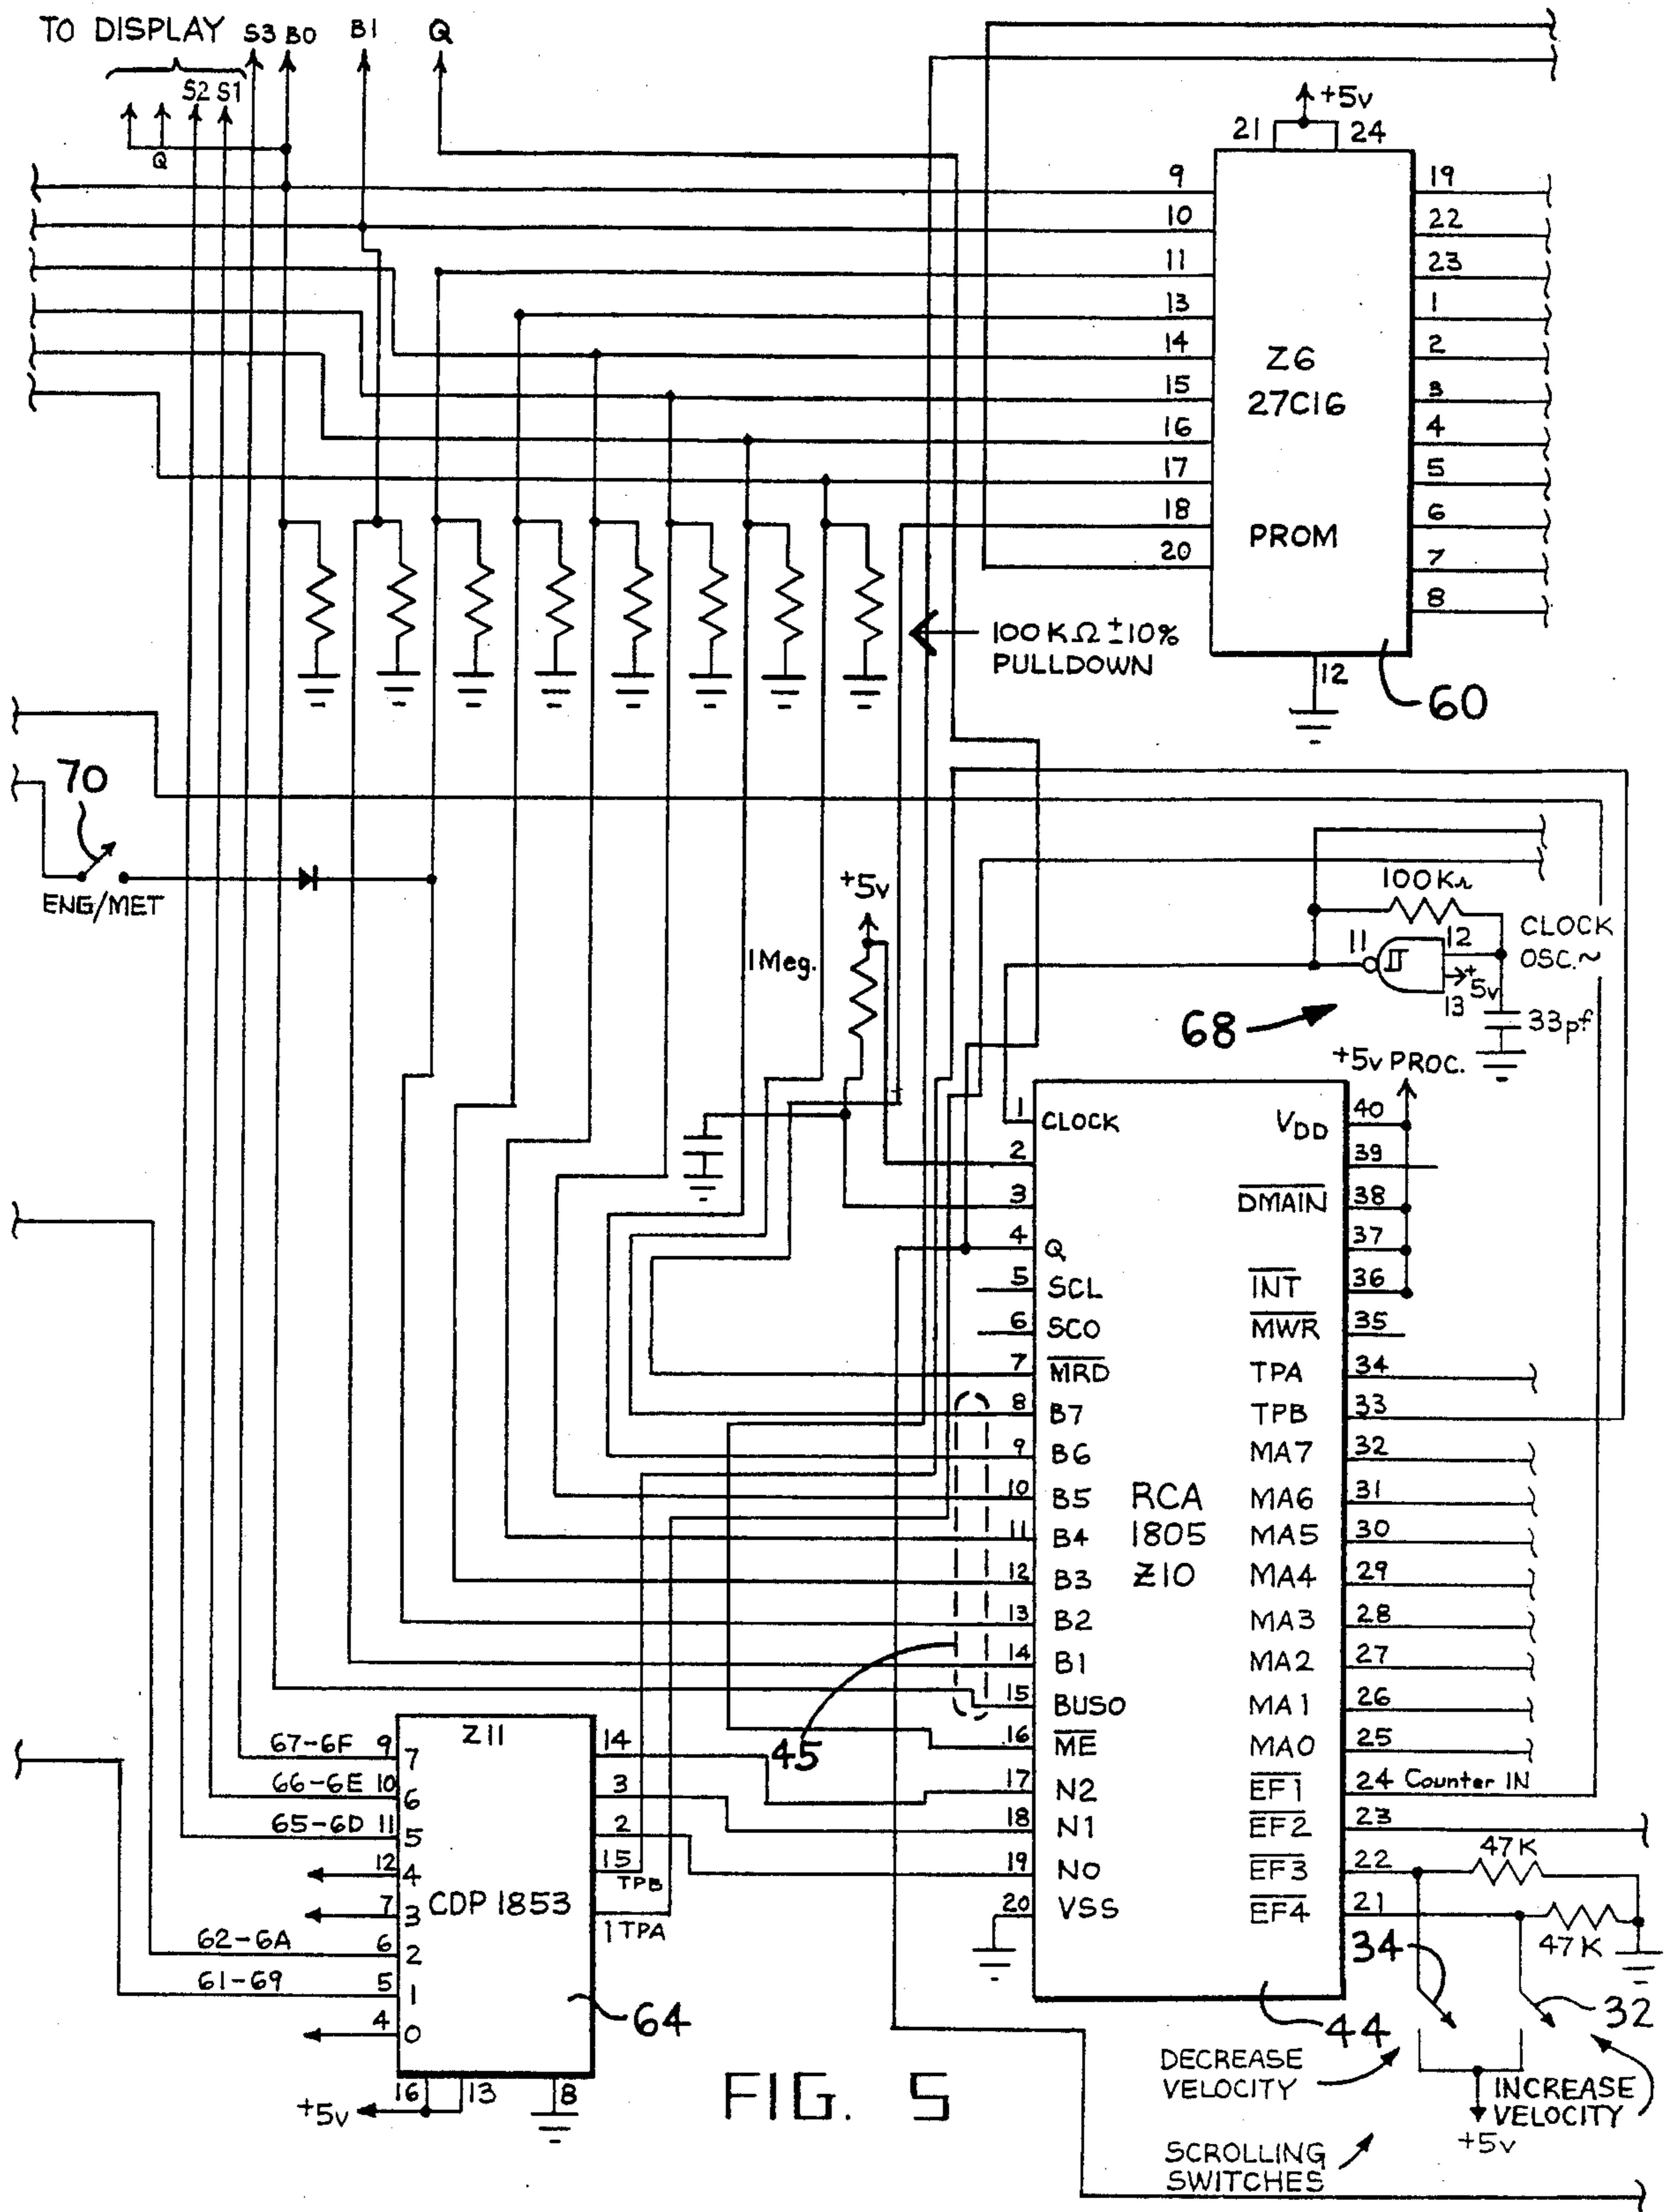 TO DISPLAY S3 B0 B1 Q
S2 S1
Q
+5v
21 24
9 19
10 22
11 23
13 1
14 2
Z6
15 3
27C16
16 4
17 5
18 6
PROM
20 7
8
100KΩ ±10%
PULLDOWN
12
60
70
ENG/MET
+5v
1Meg.
100KΩ
CLOCK
OSC.~
11 12
+5v
13
68
33pf
+5v PROC.
1 CLOCK VDD 40
2 39
3 DMAIN 38
4 Q 37
5 SCL INT 36
6 SCO MWR 35
7 MRD TPA 34
8 B7 TPB 33
9 B6 MA7 32
10 B5 RCA MA6 31
11 B4 1805 MA5 30
12 B3 Z10 MA4 29
13 B2 MA3 28
14 B1 MA2 27
15 BUSO MA1 26
16 ME MA0 25
17 N2 EF1 24 Counter IN
18 N1 EF2 23
19 N0 EF3 22
20 VSS EF4 21
47K
47K
45
Z11
67-6F 9 7 14
66-6E 10 6 3
65-6D 11 5 2
12 4 15
TPB
7 3 CDP 1853
1 TPA
62-6A 6 2
61-69 5 1
4 0
64
16 13 8
+5v
34
32
44
DECREASE
VELOCITY
INCREASE
VELOCITY
+5v
SCROLLING
SWITCHES
FIG. 5